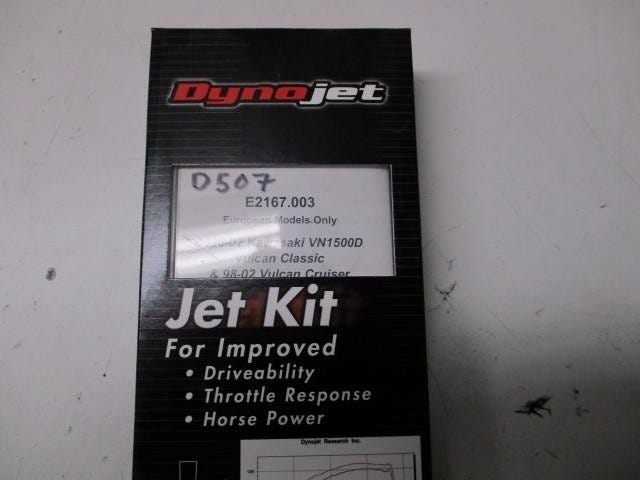 Dynojet
D507
E2167.003
European Models Only
Kawasaki VN1500D
Vulcan Classic
& 98-02 Vulcan Cruiser
Jet Kit
For Improved
• Driveability
• Throttle Response
• Horse Power
Dynojet Research Inc.